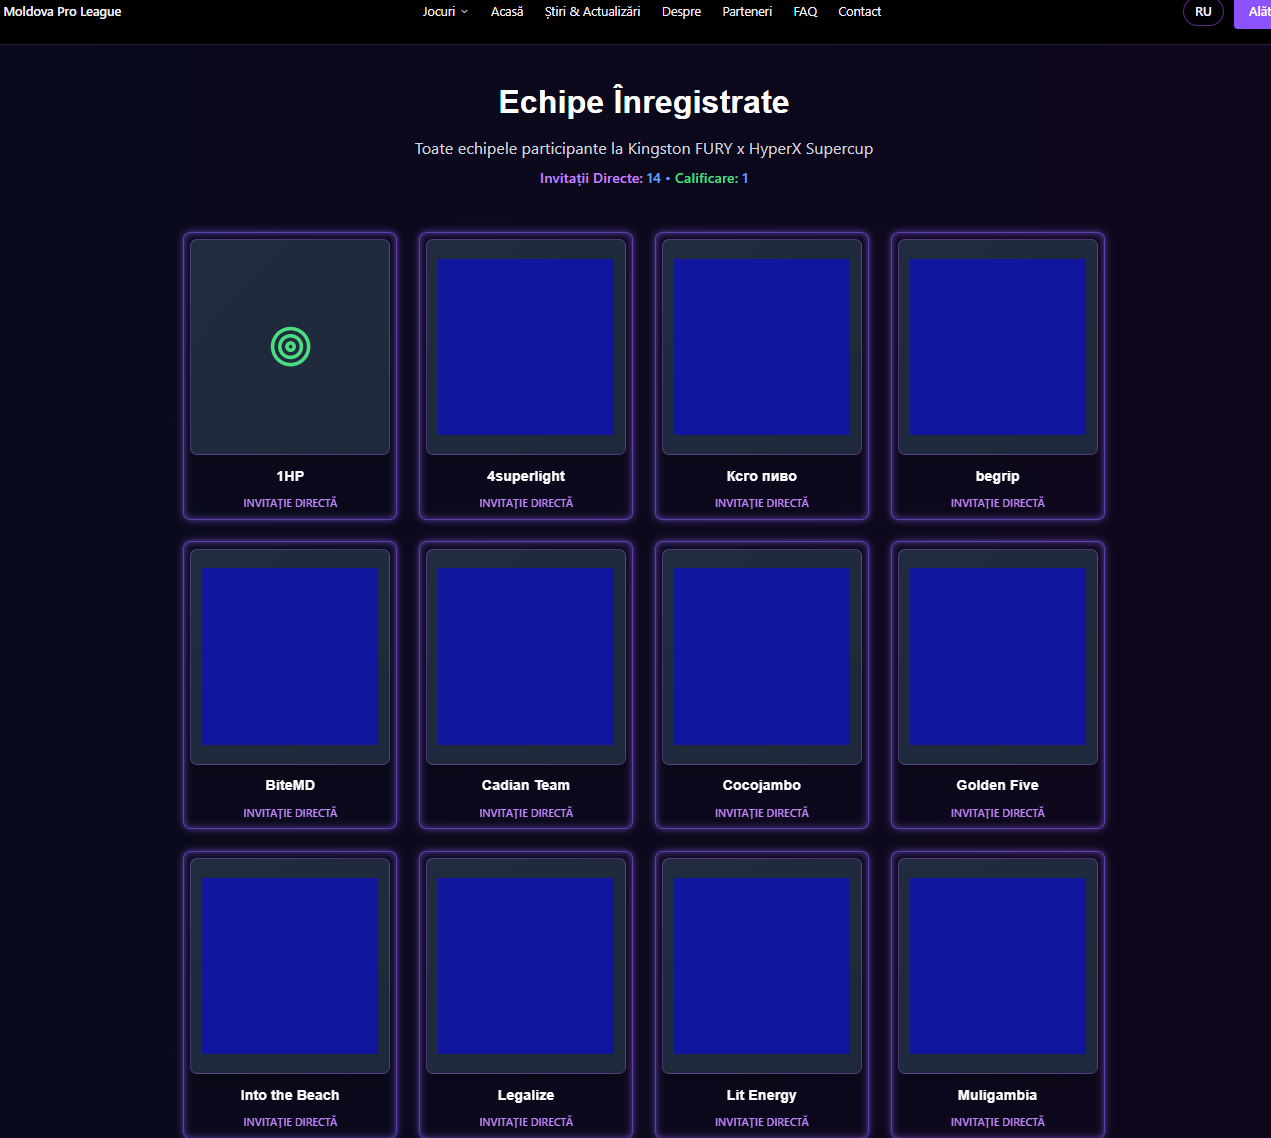 Moldova Pro League
Jocuri
Acasă
Știri & Actualizări
Despre
Parteneri
FAQ
Contact
RU
Echipe Înregistrate
Toate echipele participante la Kingston FURY x HyperX Supercup
Invitații Directe: 14 • Calificare: 1
1HP
INVITAȚIE DIRECTĂ
4superlight
INVITAȚIE DIRECTĂ
Ксго пиво
INVITAȚIE DIRECTĂ
begrip
INVITAȚIE DIRECTĂ
BiteMD
INVITAȚIE DIRECTĂ
Cadian Team
INVITAȚIE DIRECTĂ
Cocojambo
INVITAȚIE DIRECTĂ
Golden Five
INVITAȚIE DIRECTĂ
Into the Beach
INVITAȚIE DIRECTĂ
Legalize
INVITAȚIE DIRECTĂ
Lit Energy
INVITAȚIE DIRECTĂ
Muligambia
INVITAȚIE DIRECTĂ